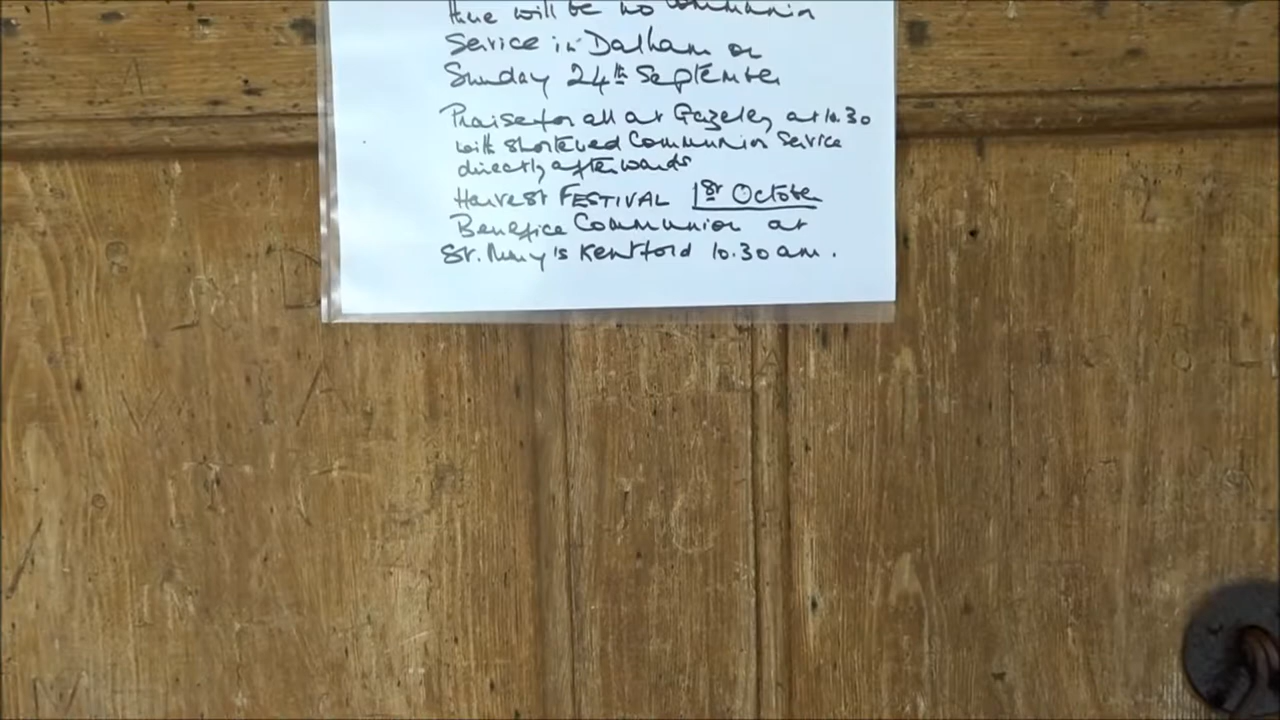 there will be no communion
Service in Dalham on
Sunday 24th September
Praise for all at Gazeley at 10.30
with shortened Communion Service
directly afterwards
Harvest FESTIVAL 1st October
Benefice Communion at
St. Mary's Kentford 10.30 am.